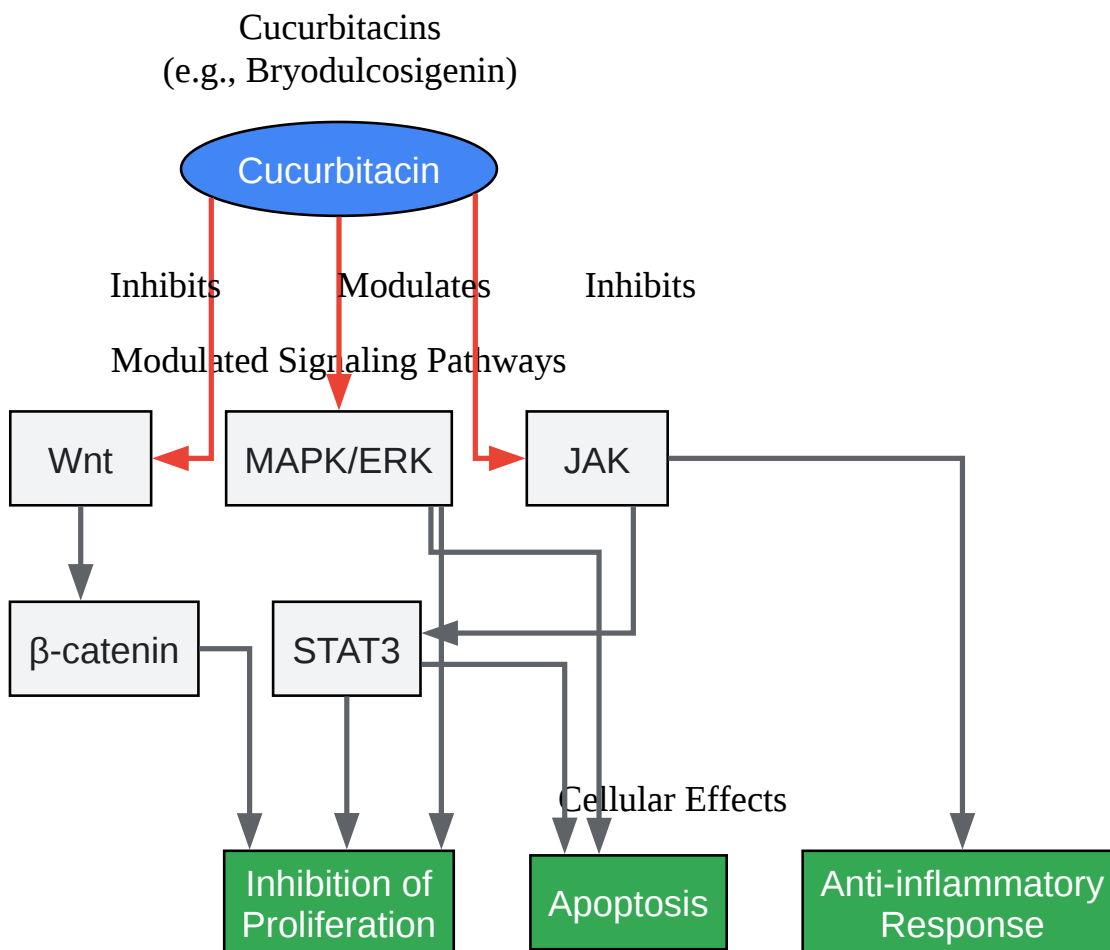 Cucurbitacins
(e.g., Bryodulcosigenin)
Cucurbitacin
Inhibits
Modulates
Inhibits
Modulated Signaling Pathways
Wnt
MAPK/ERK
JAK
β-catenin
STAT3
Cellular Effects
Inhibition of
Proliferation
Apoptosis
Anti-inflammatory
Response